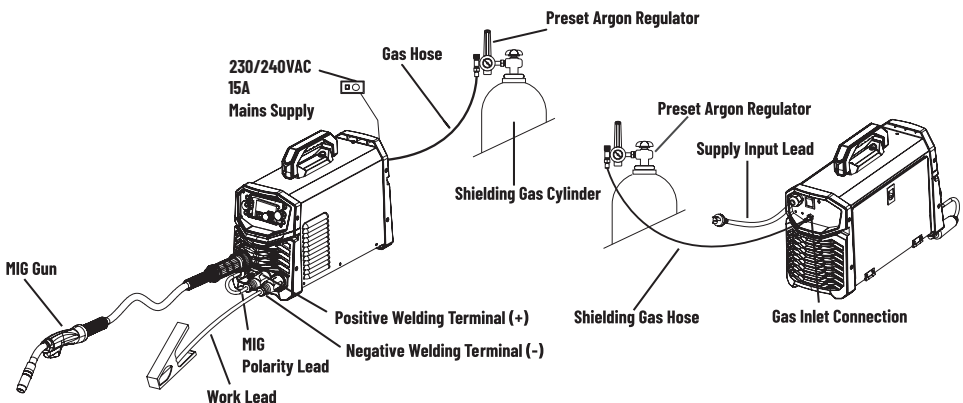 Preset Argon Regulator
Gas Hose
230/240VAC
15A
Mains Supply
Shielding Gas Cylinder
MIG Gun
Positive Welding Terminal (+)
Negative Welding Terminal (-)
MIG
Polarity Lead
Work Lead
Preset Argon Regulator
Supply Input Lead
Shielding Gas Hose
Gas Inlet Connection